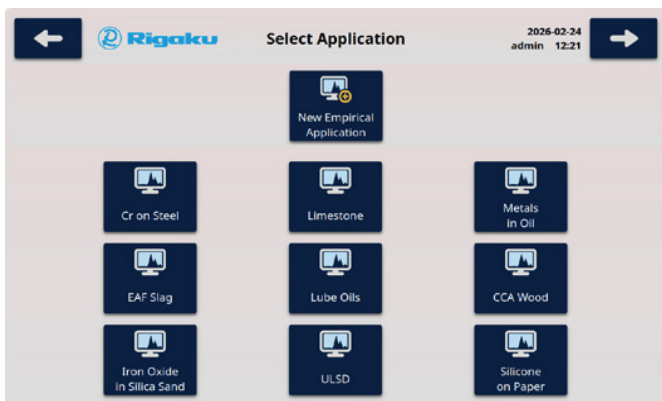 Rigaku
Select Application
2026-02-24
admin 12:21
New Empirical
Application
Cr on Steel
Limestone
Metals
in Oil
EAF Slag
Lube Oils
CCA Wood
Iron Oxide
in Silica Sand
ULSD
Silicone
on Paper